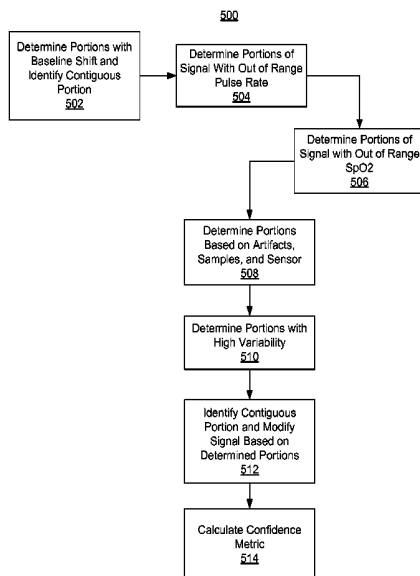 500
Determine Portions with
Baseline Shift and
Identify Contiguous
Portion
502
Determine Portions of
Signal With Out of Range
Pulse Rate
504
Determine Portions of
Signal with Out of Range
SpO2
506
Determine Portions
Based on Artifacts,
Samples, and Sensor
508
Determine Portions with
High Variability
510
Identify Contiguous
Portion and Modify
Signal Based on
Determined Portions
512
Calculate Confidence
Metric
514